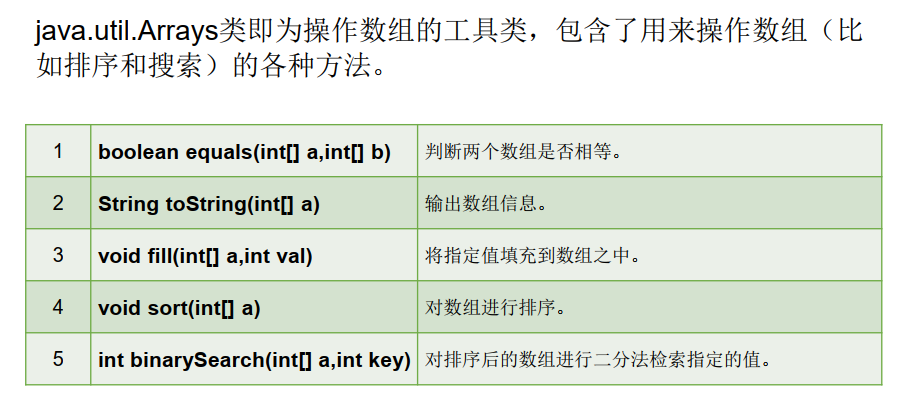 java.util.Arrays类即为操作数组的工具类，包含了用来操作数组（比
如排序和搜索）的各种方法。
1 boolean equals(int[] a,int[] b) 判断两个数组是否相等。
2 String toString(int[] a) 输出数组信息。
3 void fill(int[] a,int val) 将指定值填充到数组之中。
4 void sort(int[] a) 对数组进行排序。
5 int binarySearch(int[] a,int key) 对排序后的数组进行二分法检索指定的值。